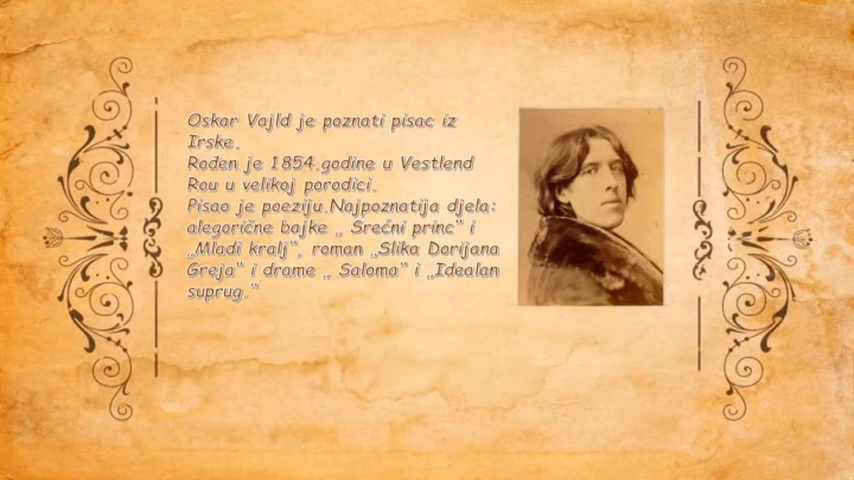 Oskar Vajld je poznati pisac iz
Irske.
Rođen je 1854.godine u Vestlend
Rou u velikoj porodici.
Pisao je poeziju.Najpoznatija djela:
alegorične bajke „ Srećni princ“ i
„Mladi kralj“, roman „Slika Dorijana
Greja“ i drame „ Saloma“ i „Idealan
suprug.“